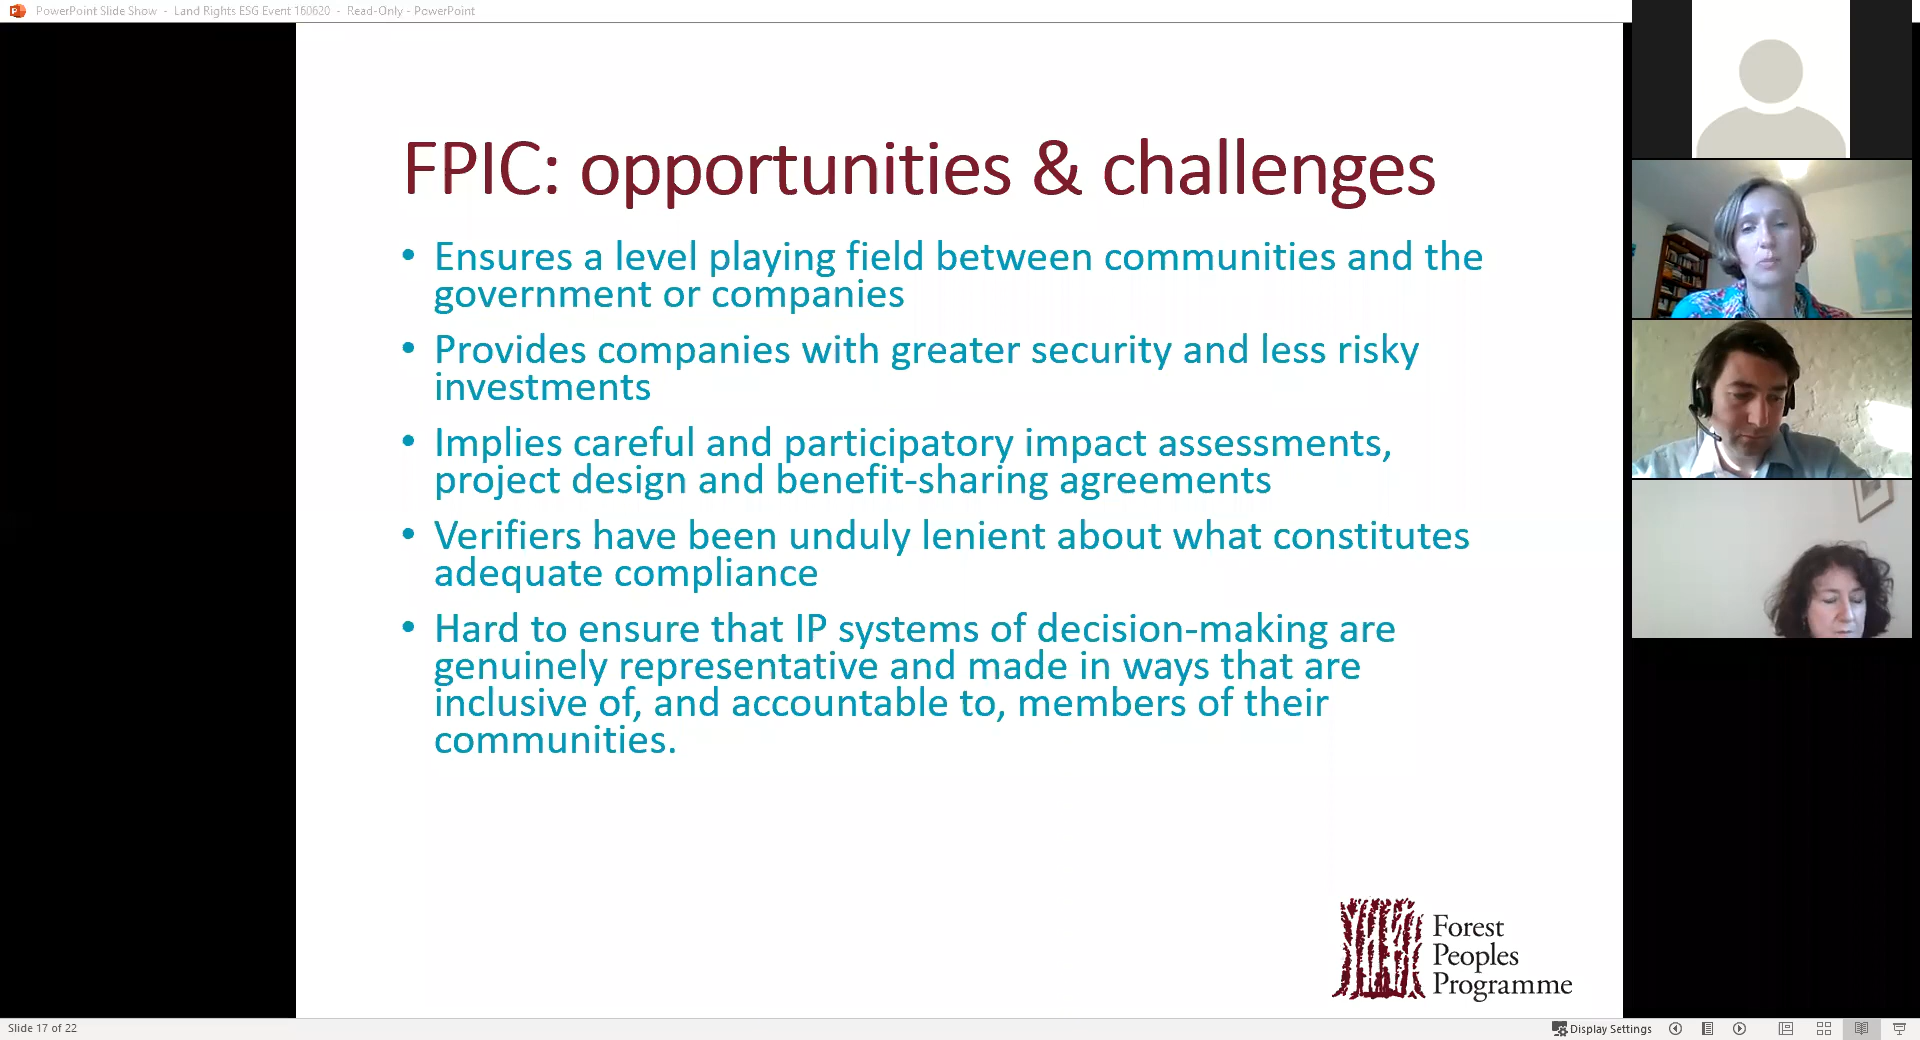 PowerPoint Slide Show - Land Rights ESG Event 160620 - Read-Only - PowerPoint
FPIC: opportunities & challenges
• Ensures a level playing field between communities and the
government or companies
• Provides companies with greater security and less risky
investments
• Implies careful and participatory impact assessments,
project design and benefit-sharing agreements
• Verifiers have been unduly lenient about what constitutes
adequate compliance
• Hard to ensure that IP systems of decision-making are
genuinely representative and made in ways that are
inclusive of, and accountable to, members of their
communities.
Forest
Peoples
Programme
Slide 17 of 22
Display Settings